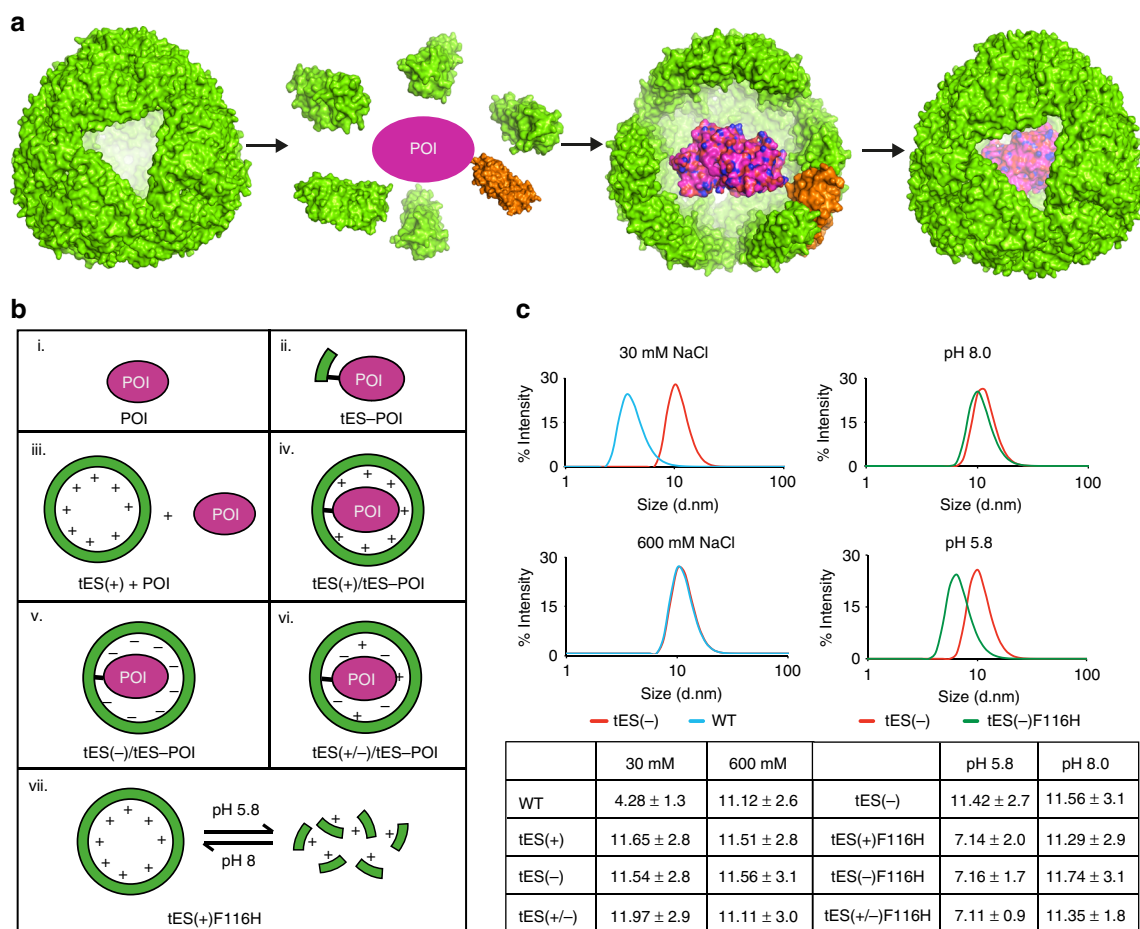 a
POI
b
i.
POI
POI
ii.
POI
tES–POI
iii.
+ + + + + + + +
+
POI
tES(+) + POI
iv.
+ + + + + + +
POI
tES(+)/tES–POI
v.
– – – – – – – –
POI
tES(–)/tES–POI
vi.
+ – + – + –
POI
tES(+/–)/tES–POI
vii.
+ + + + + + + +
pH 5.8
pH 8
+ + + + +
tES(+)F116H
c
30 mM NaCl
% Intensity
30
15
0
1 10 100
Size (d.nm)
pH 8.0
% Intensity
30
15
0
1 10 100
Size (d.nm)
600 mM NaCl
% Intensity
30
15
0
1 10 100
Size (d.nm)
tES(–) WT
pH 5.8
% Intensity
30
15
0
1 10 100
Size (d.nm)
tES(–) tES(–)F116H
30 mM 600 mM pH 5.8 pH 8.0
WT 4.28 ± 1.3 11.12 ± 2.6 tES(–) 11.42 ± 2.7 11.56 ± 3.1
tES(+) 11.65 ± 2.8 11.51 ± 2.8 tES(+)F116H 7.14 ± 2.0 11.29 ± 2.9
tES(–) 11.54 ± 2.8 11.56 ± 3.1 tES(–)F116H 7.16 ± 1.7 11.74 ± 3.1
tES(+/–) 11.97 ± 2.9 11.11 ± 3.0 tES(+/–)F116H 7.11 ± 0.9 11.35 ± 1.8